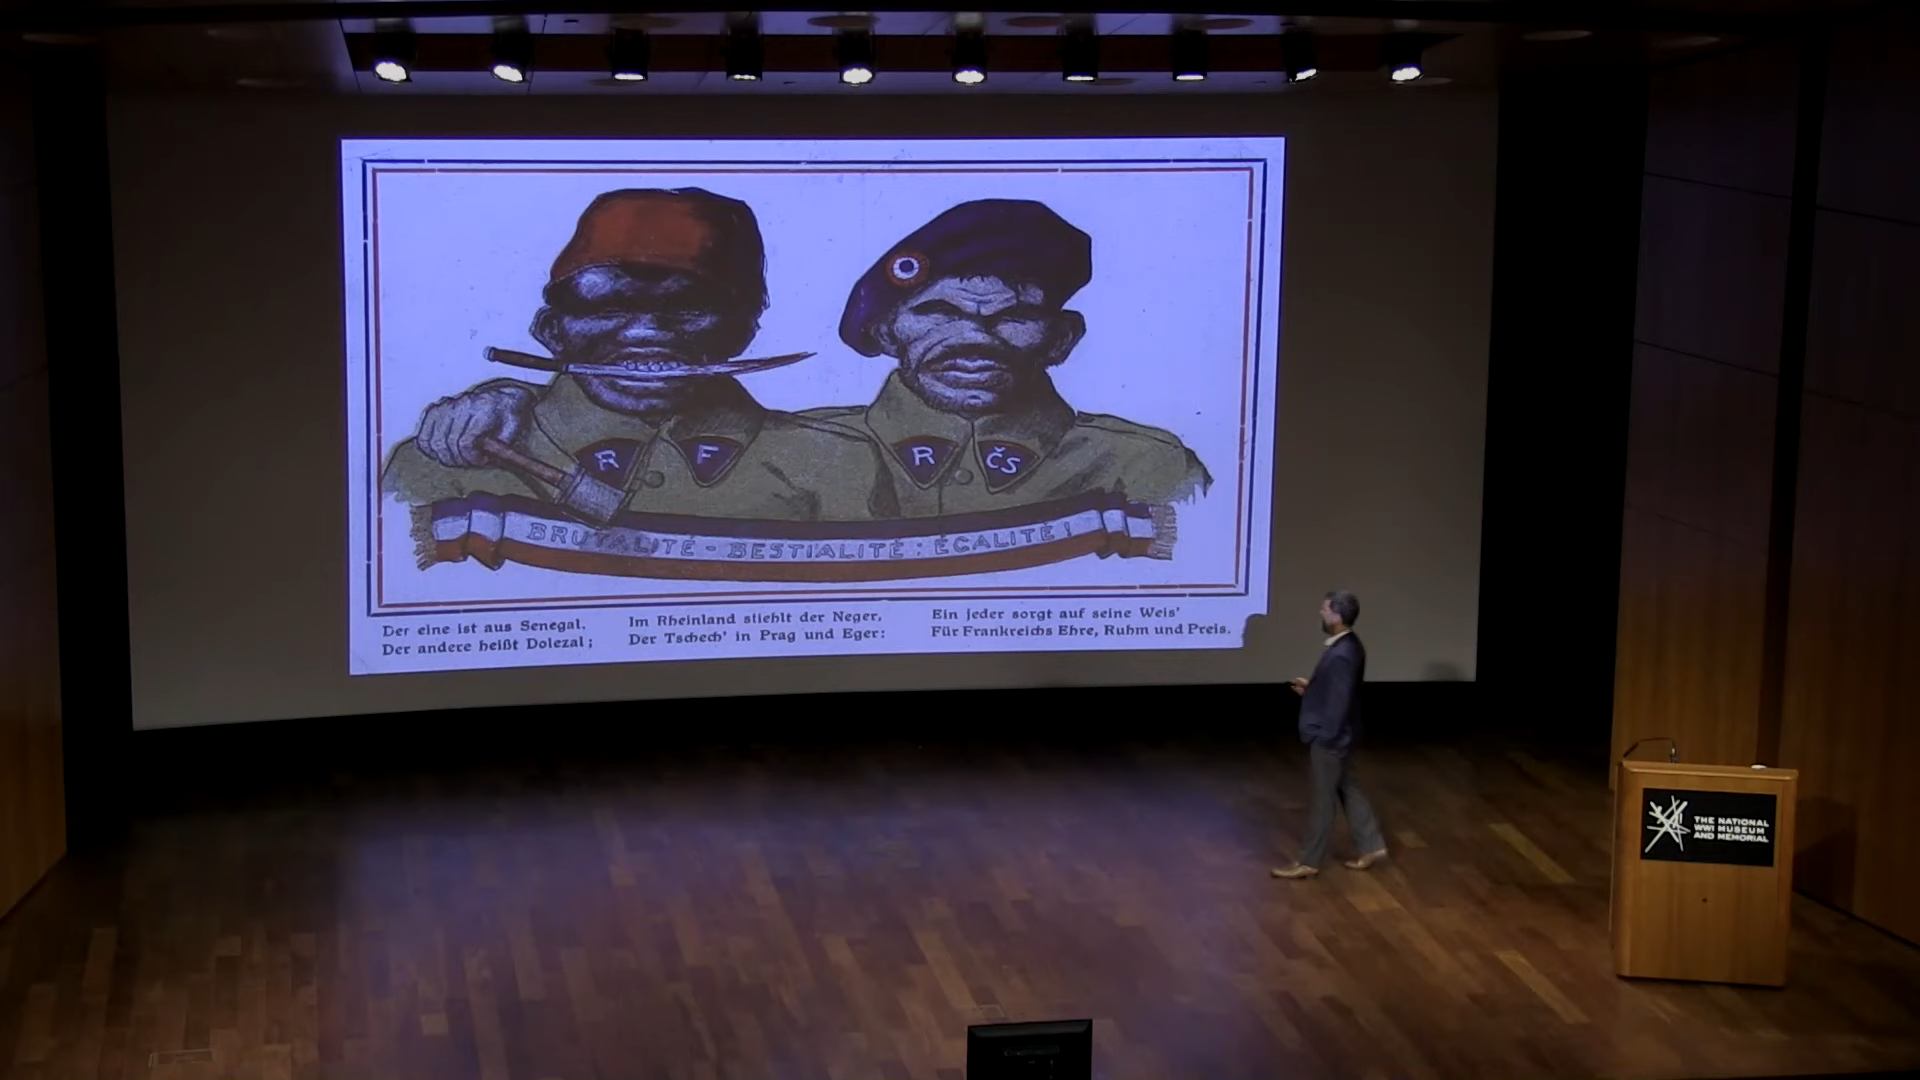 R
F
R
ČS
BRUTALITÉ - BESTIALITÉ : ÉGALITÉ !
Der eine ist aus Senegal,
Der andere heißt Dolezal;
Im Rheinland stiehlt der Neger,
Der Tschech' in Prag und Eger:
Ein jeder sorgt auf seine Weis'
Für Frankreichs Ehre, Ruhm und Preis.
THE NATIONAL
WWI MUSEUM
AND MEMORIAL